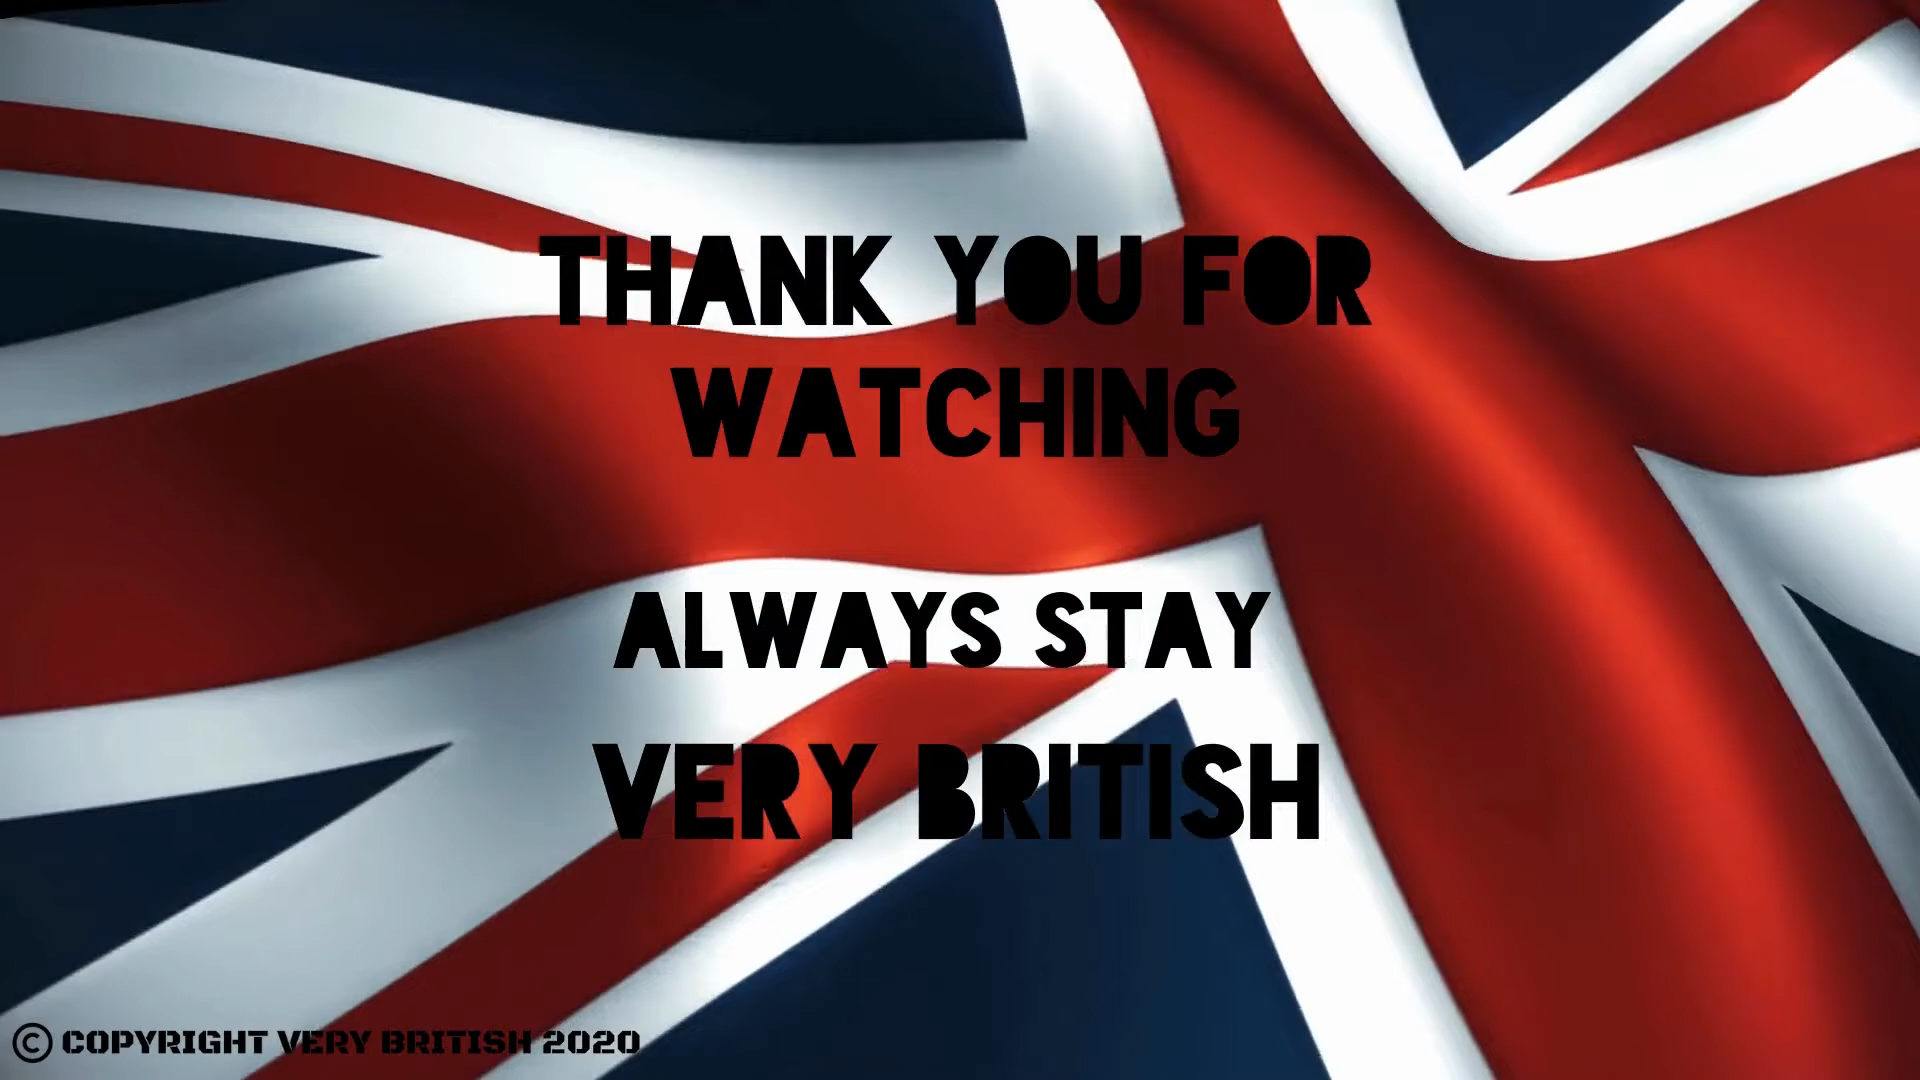 THANK YOU FOR
WATCHING
ALWAYS STAY
VERY BRITISH
© COPYRIGHT VERY BRITISH 2020